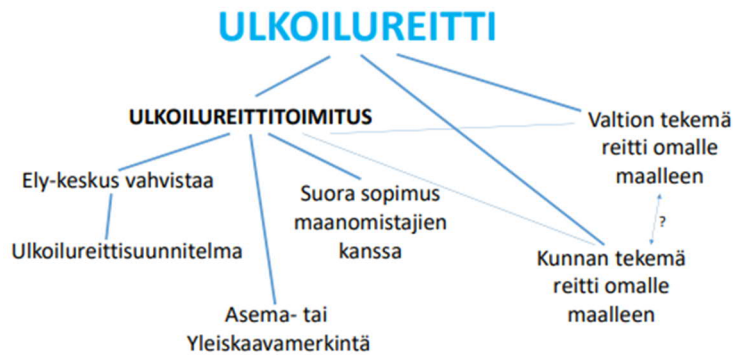 ULKOILUREITTI
ULKOILUREITTITOIMITUS
Valtion tekemä
reitti omalle
maalleen
Ely-keskus vahvistaa
Suora sopimus
maanomistajien
kanssa
?
Ulkoilureittisuunnitelma
Kunnan tekemä
reitti omalle
maalleen
Asema- tai
Yleiskaavamerkintä